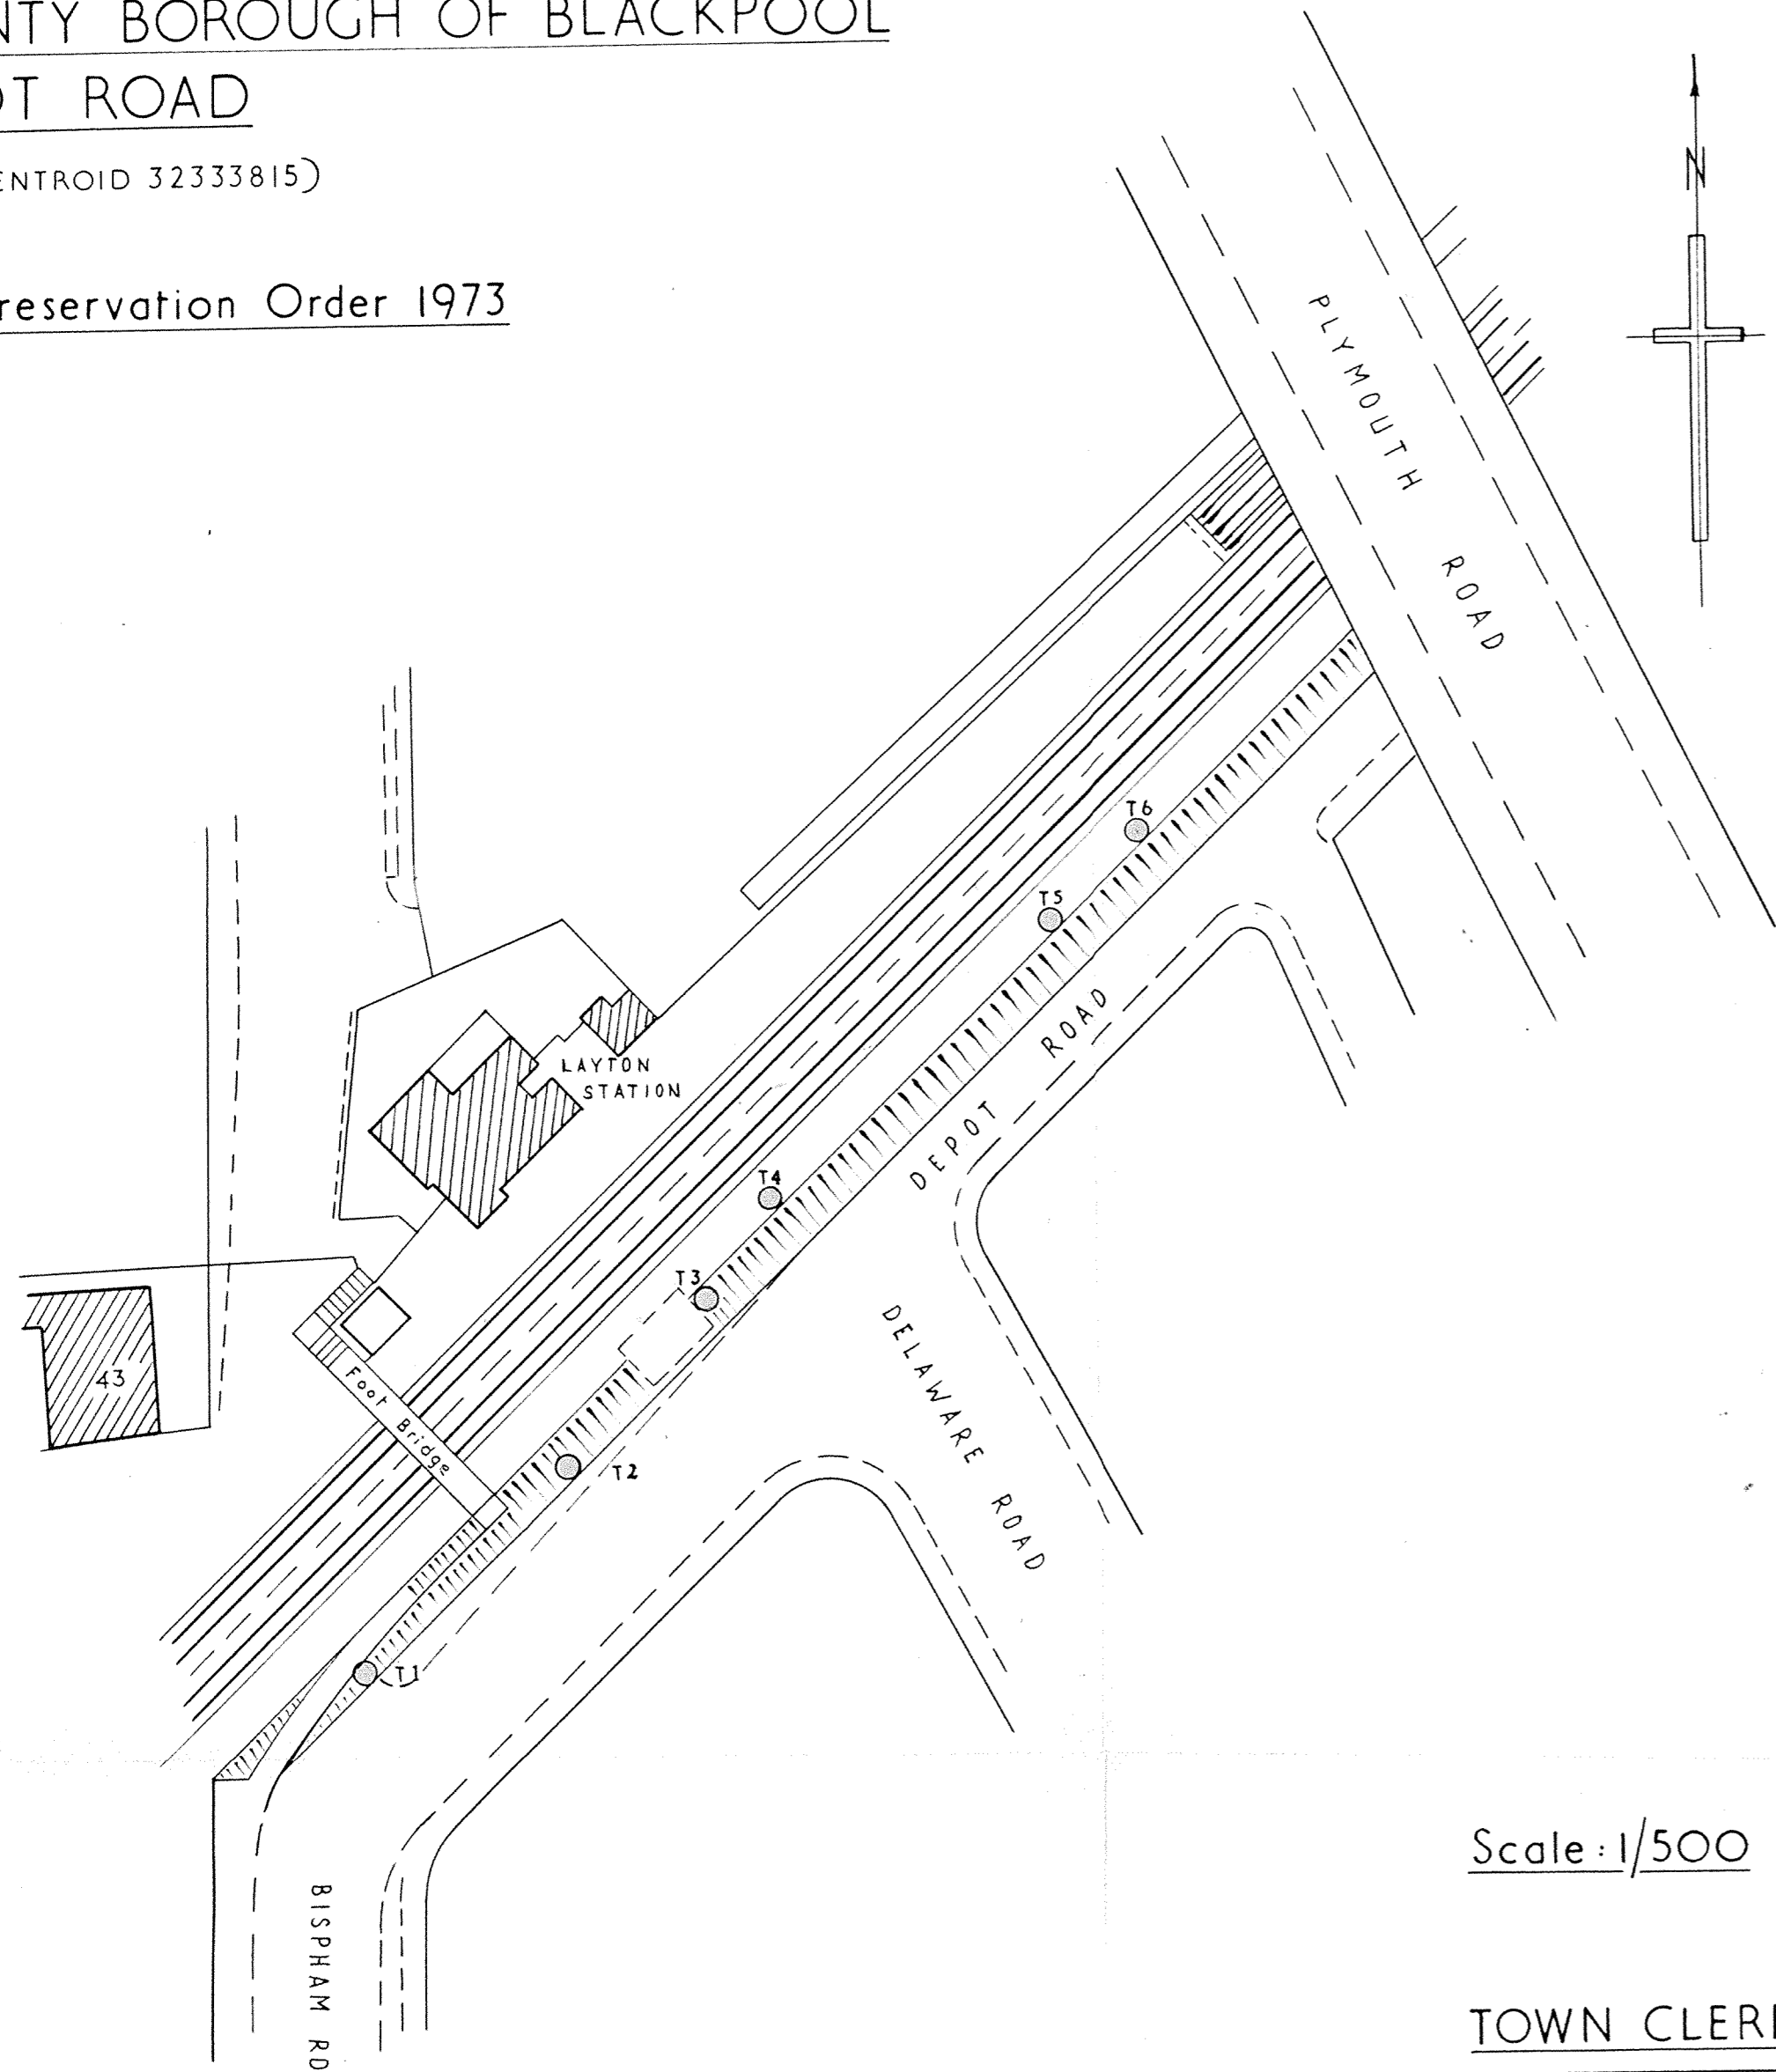 NTY BOROUGH OF BLACKPOOL
OT ROAD
ENTROID 32333815)
reservation Order 1973
N
PLYMOUTH ROAD
T6
T5
LAYTON
STATION
DEPOT ROAD
T4
T3
43
Foot Bridge
DELAWARE ROAD
T2
T1
Scale : 1/500
BISPHAM RD
TOWN CLER